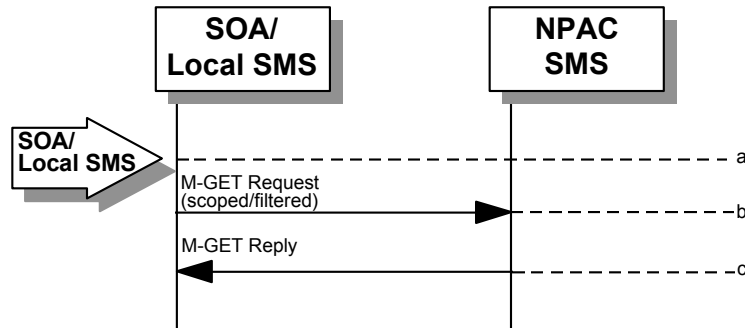 SOA/
Local SMS
NPAC
SMS
SOA/
Local SMS
a
M-GET Request
(scoped/filtered)
b
M-GET Reply
c